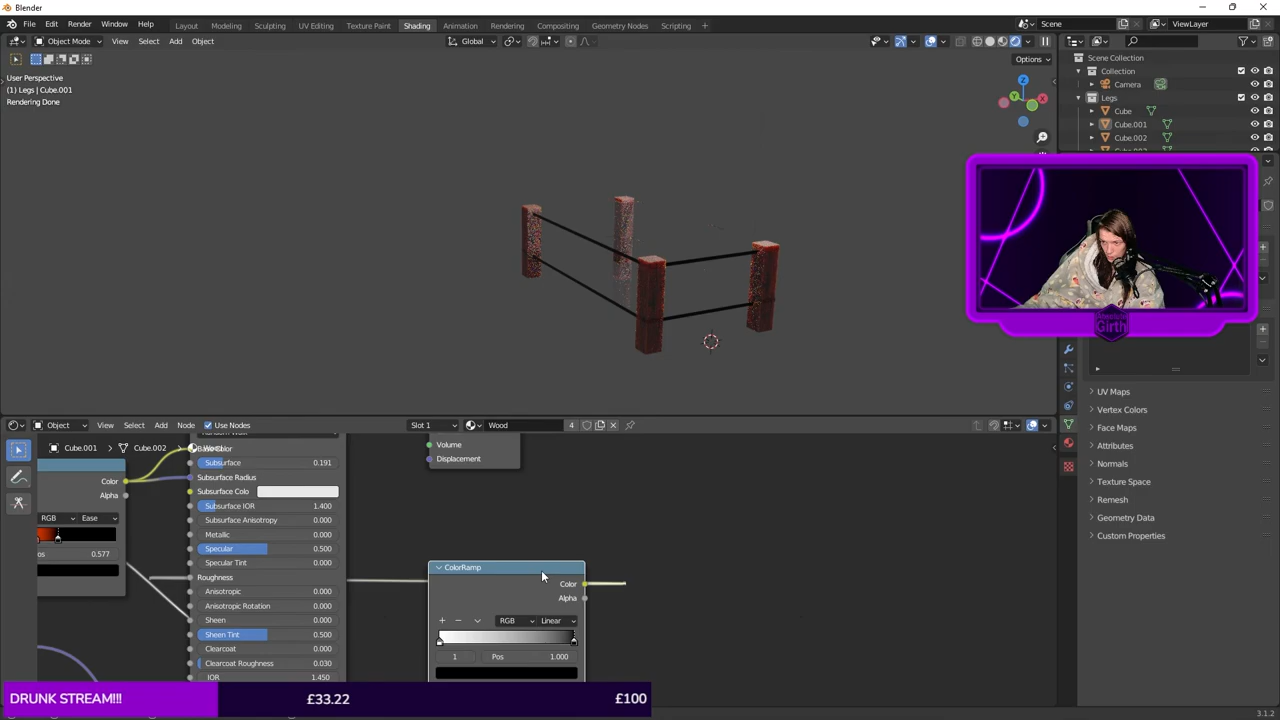 Blender
File Edit Render Window Help Layout Modeling Sculpting UV Editing Texture Paint Shading Animation Rendering Compositing Geometry Nodes Scripting + Scene ViewLayer
Object Mode View Select Add Object Global
Options
User Perspective
(1) Legs | Cube.001
Rendering Done
Z
Y
X
Scene Collection
Collection
Camera
Legs
Cube
Cube.001
Cube.002
Girth
UV Maps
Vertex Colors
Face Maps
Attributes
Normals
Texture Space
Remesh
Geometry Data
Custom Properties
Object View Select Add Node Use Nodes Slot 1 Wood 4
Cube.001 Cube.002
Color
Alpha
RGB Ease
0.577
Subsurface 0.191
Subsurface Radius
Subsurface Colo
Subsurface IOR 1.400
Subsurface Anisotropy 0.000
Metallic 0.000
Specular 0.500
Specular Tint 0.000
Roughness
Anisotropic 0.000
Anisotropic Rotation 0.000
Sheen 0.000
Sheen Tint 0.500
Clearcoat 0.000
Clearcoat Roughness 0.030
IOR 1.450
Volume
Displacement
ColorRamp
Color
Alpha
RGB Linear
1 Pos 1.000
DRUNK STREAM!!! £33.22 £100
3.1.2